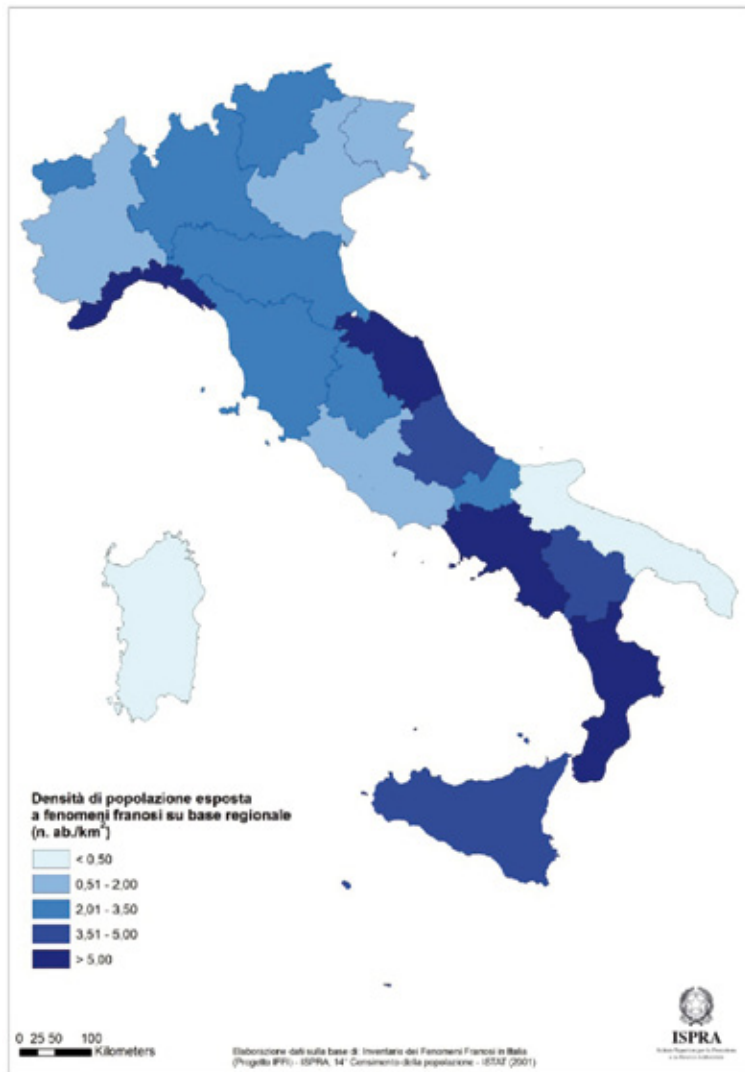 Densità di popolazione esposta
a fenomeni franosi su base regionale
(n. ab./km²)
< 0.50
0,51 - 2,00
2,01 - 3,50
3,51 - 5,00
> 5.00
0 25 50 100
Kilometers
Elaborazione dati sulla base di: Inventario dei Fenomeni Franosi in Italia
(Progetto IFFI) - ISPRA; 14° Censimento della popolazione - ISTAT (2001)
ISPRA